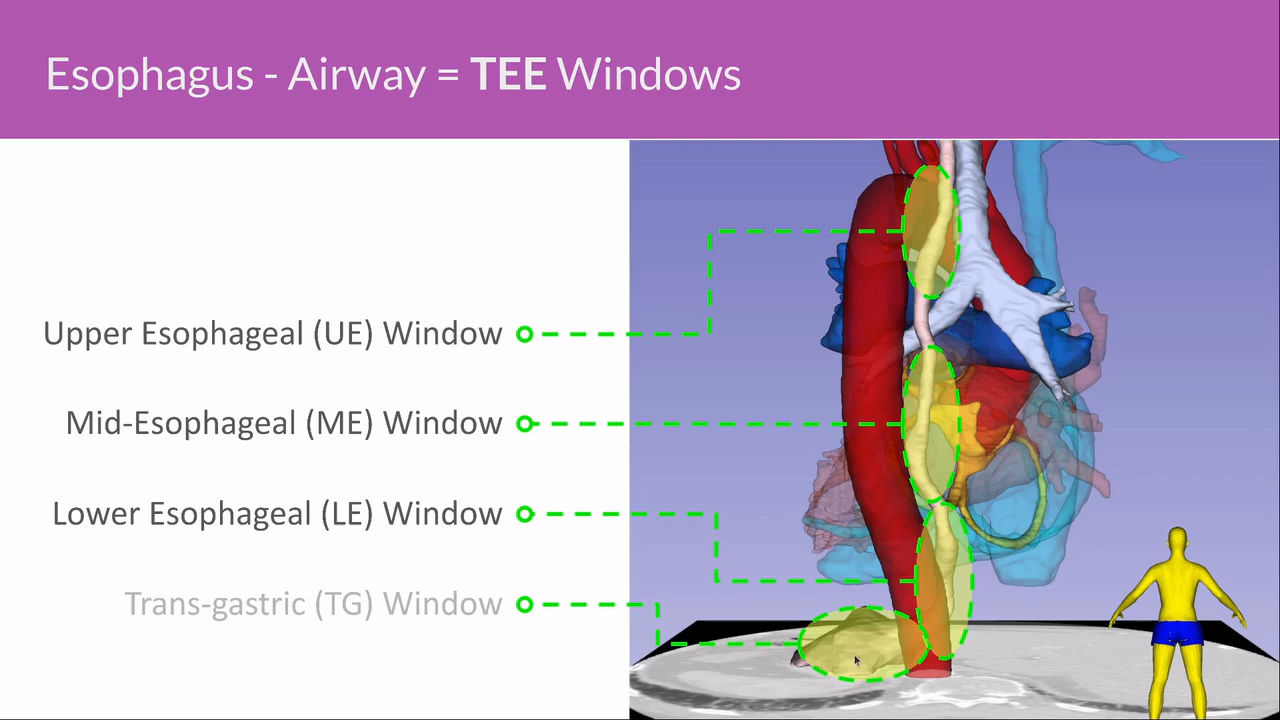 Esophagus - Airway = TEE Windows
Upper Esophageal (UE) Window
Mid-Esophageal (ME) Window
Lower Esophageal (LE) Window
Trans-gastric (TG) Window